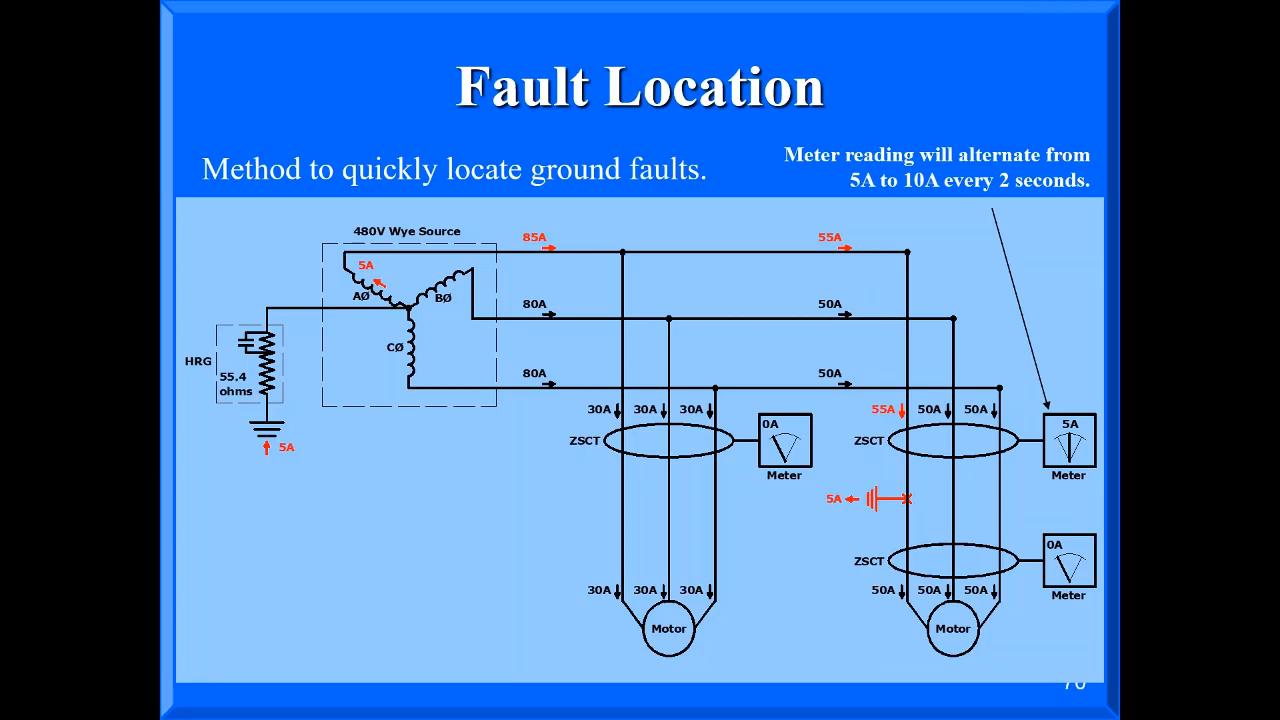 Fault Location
Method to quickly locate ground faults.
Meter reading will alternate from
5A to 10A every 2 seconds.
480V Wye Source
85A
55A
5A
AØ
BØ
80A
50A
HRG
55.4
ohms
CØ
80A
50A
5A
30A 30A 30A
ZSCT
0A
Meter
55A 50A 50A
ZSCT
5A
Meter
5A
ZSCT
0A
Meter
30A 30A 30A
50A 50A 50A
Motor
Motor